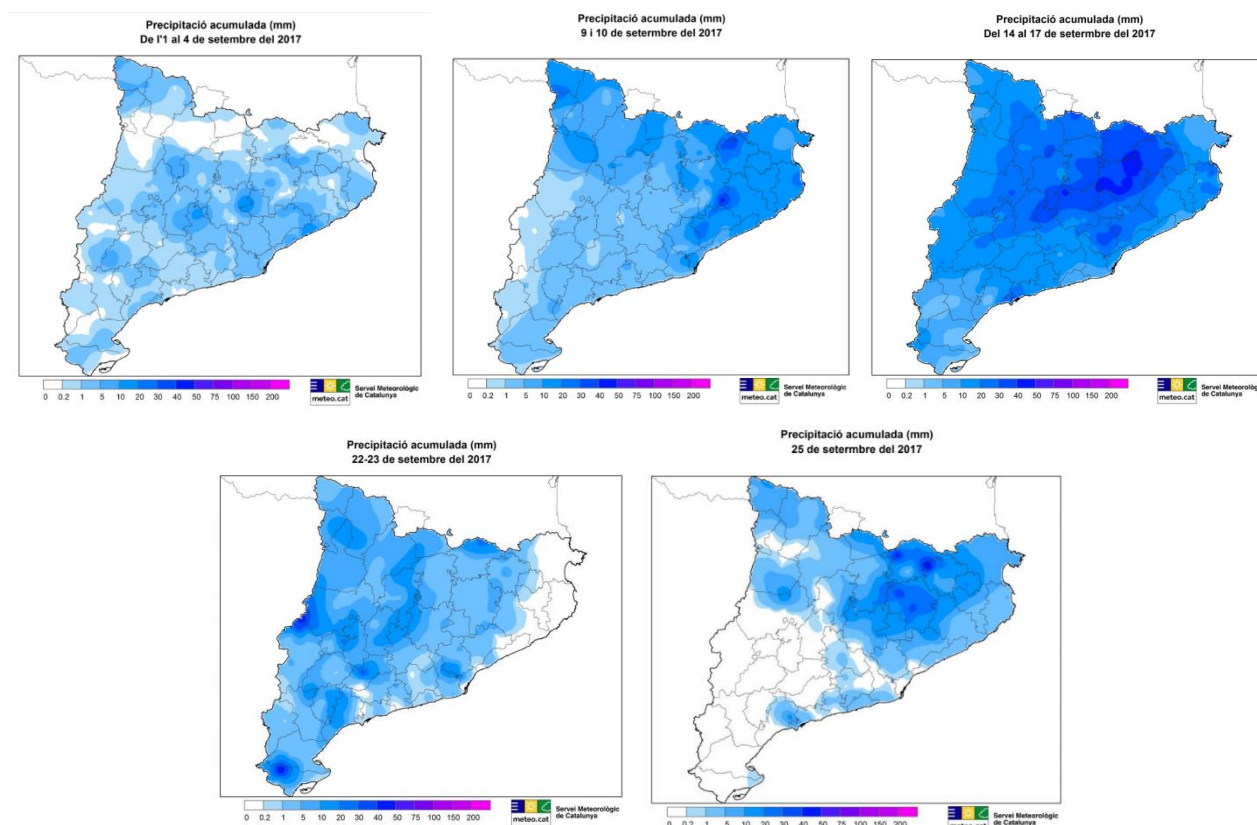 Precipitació acumulada (mm)
De l'1 al 4 de setembre del 2017
0 0.2 1 5 10 20 30 40 50 75 100 150 200
meteo.cat
Servei Meteorològic
de Catalunya
Precipitació acumulada (mm)
9 i 10 de setermbre del 2017
0 0.2 1 5 10 20 30 40 50 75 100 150 200
meteo.cat
Servei Meteorològic
de Catalunya
Precipitació acumulada (mm)
Del 14 al 17 de setermbre del 2017
0 0.2 1 5 10 20 30 40 50 75 100 150 200
meteo.cat
Servei Meteorològic
de Catalunya
Precipitació acumulada (mm)
22-23 de setembre del 2017
0 0.2 1 5 10 20 30 40 50 75 100 150 200
meteo.cat
Servei Meteorològic
de Catalunya
Precipitació acumulada (mm)
25 de setermbre del 2017
0 0.2 1 5 10 20 30 40 50 75 100 150 200
meteo.cat
Servei Meteorològic
de Catalunya